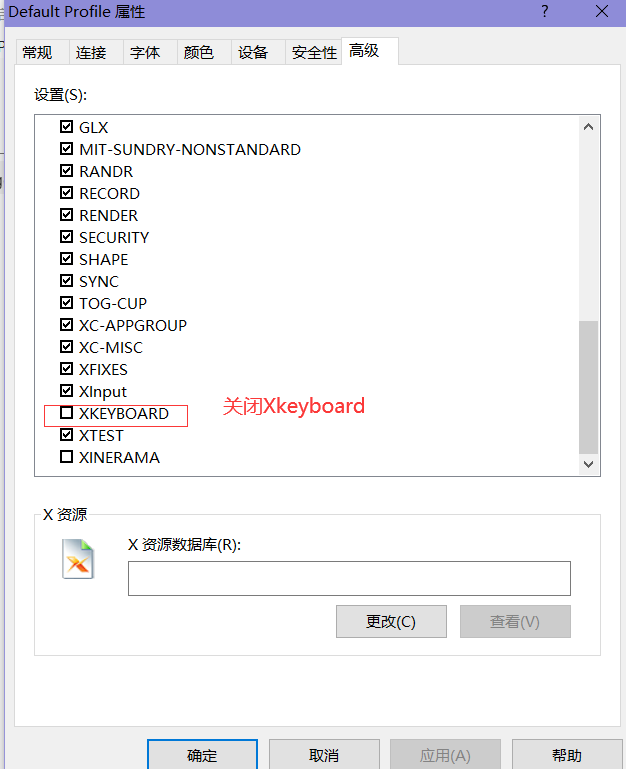 Default Profile 属性
?
常规 连接 字体 颜色 设备 安全性 高级
设置(S):
GLX
MIT-SUNDRY-NONSTANDARD
RANDR
RECORD
RENDER
SECURITY
SHAPE
SYNC
TOG-CUP
XC-APPGROUP
XC-MISC
XFIXES
XInput
XKEYBOARD 关闭Xkeyboard
XTEST
XINERAMA
X 资源
X 资源数据库(R):
更改(C) 查看(V)
确定 取消 应用(A) 帮助